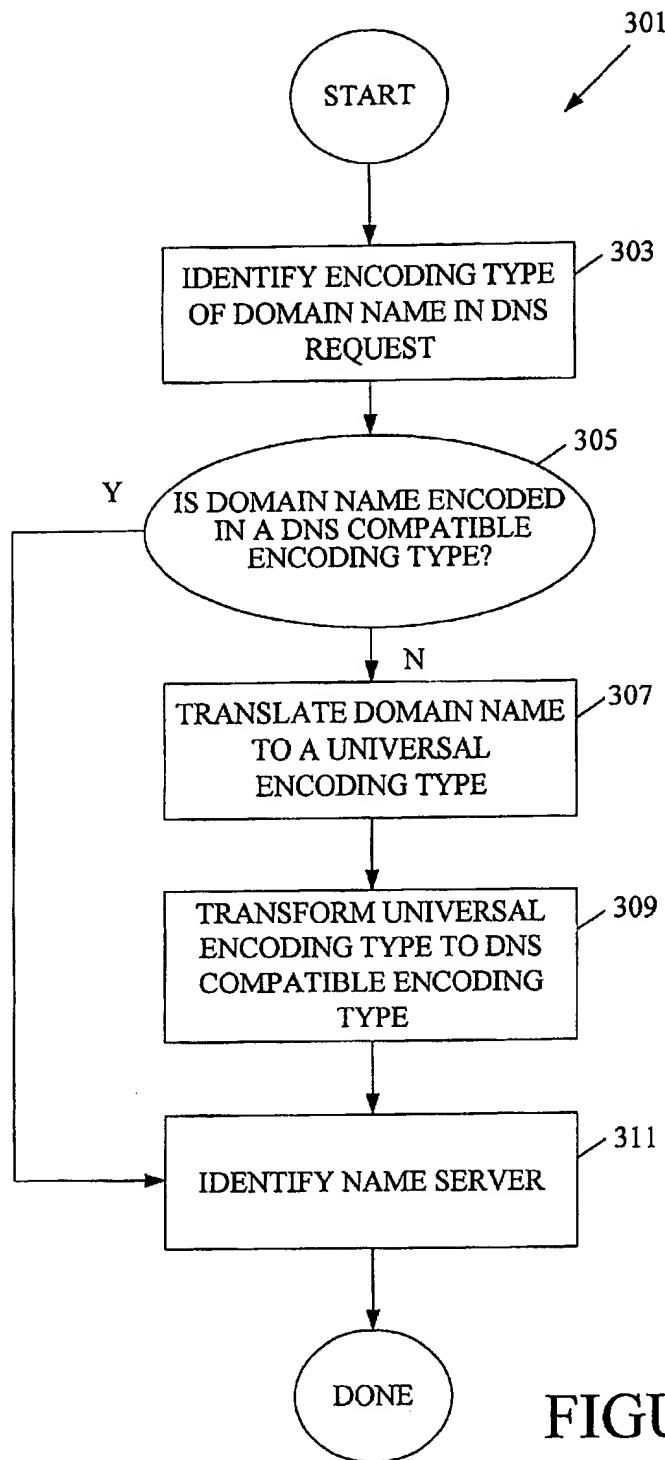 301
START
303
IDENTIFY ENCODING TYPE
OF DOMAIN NAME IN DNS
REQUEST
305
Y
IS DOMAIN NAME ENCODED
IN A DNS COMPATIBLE
ENCODING TYPE?
N
307
TRANSLATE DOMAIN NAME
TO A UNIVERSAL
ENCODING TYPE
309
TRANSFORM UNIVERSAL
ENCODING TYPE TO DNS
COMPATIBLE ENCODING
TYPE
311
IDENTIFY NAME SERVER
DONE
FIGU